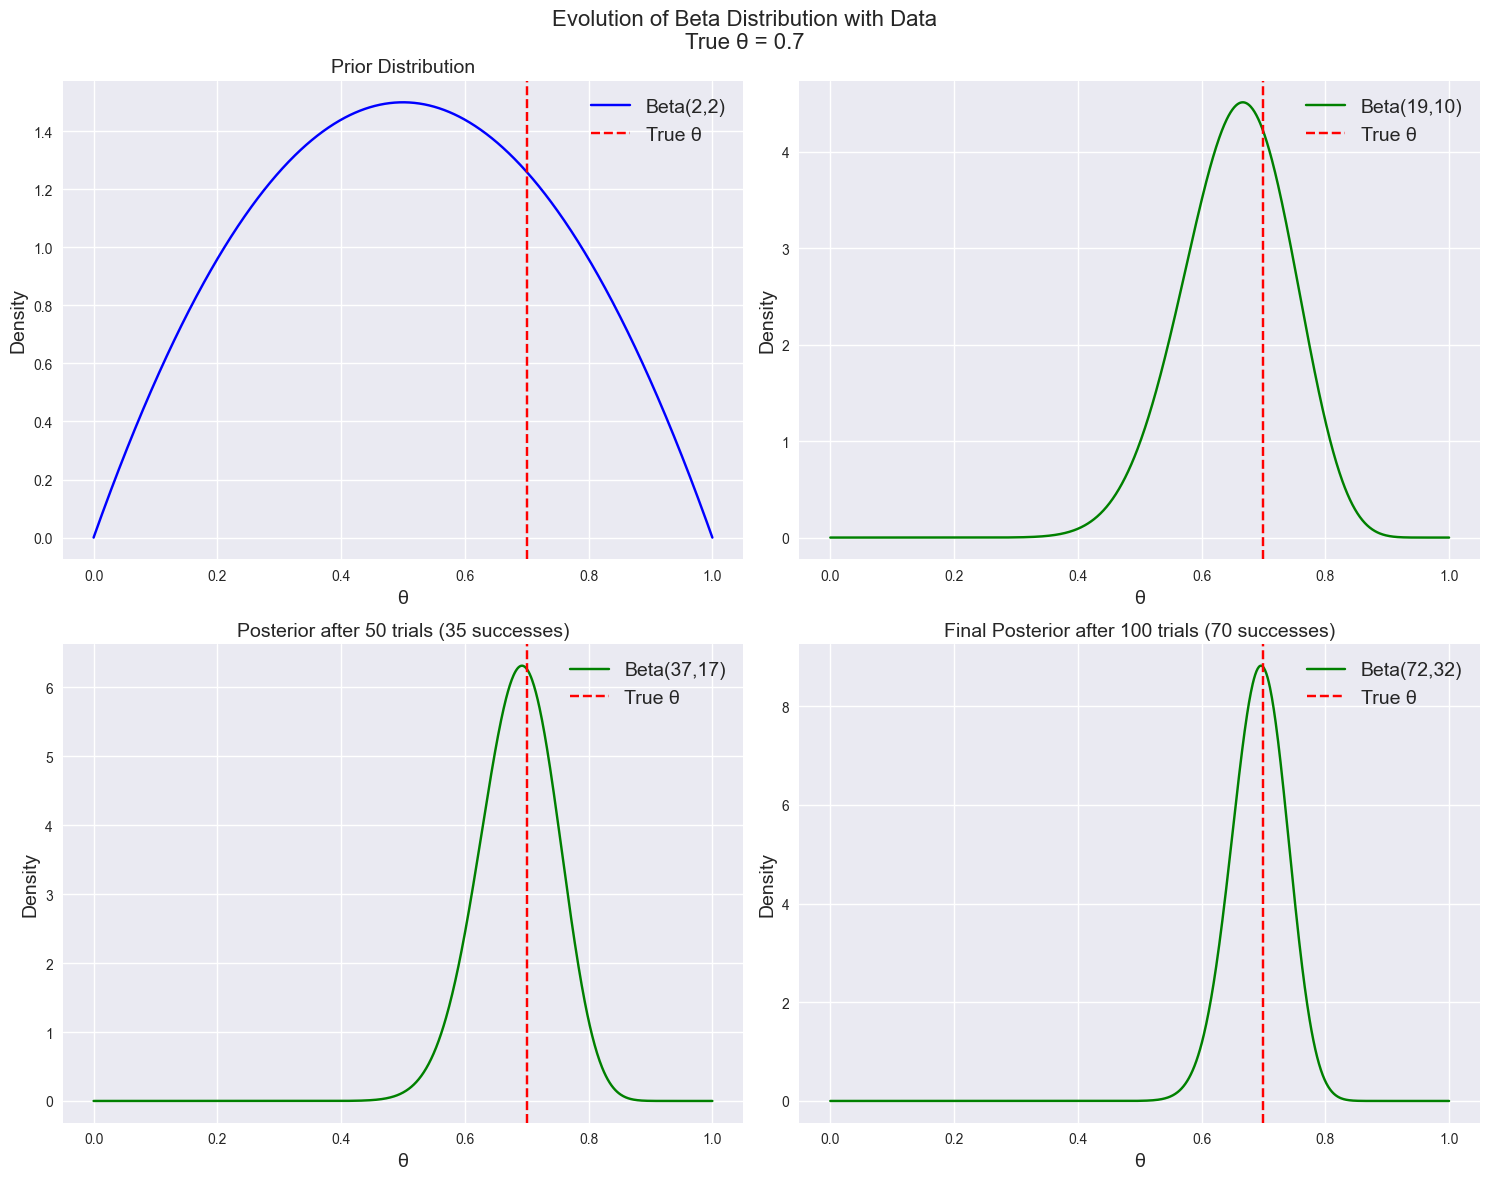 Evolution of Beta Distribution with Data
True θ = 0.7
Prior Distribution
Beta(2,2)
True θ
Density
1.4
1.2
1.0
0.8
0.6
0.4
0.2
0.0
0.0 0.2 0.4 0.6 0.8 1.0
θ
Beta(19,10)
True θ
Density
4
3
2
1
0
0.0 0.2 0.4 0.6 0.8 1.0
θ
Posterior after 50 trials (35 successes)
Beta(37,17)
True θ
Density
6
5
4
3
2
1
0
0.0 0.2 0.4 0.6 0.8 1.0
θ
Final Posterior after 100 trials (70 successes)
Beta(72,32)
True θ
Density
8
6
4
2
0
0.0 0.2 0.4 0.6 0.8 1.0
θ